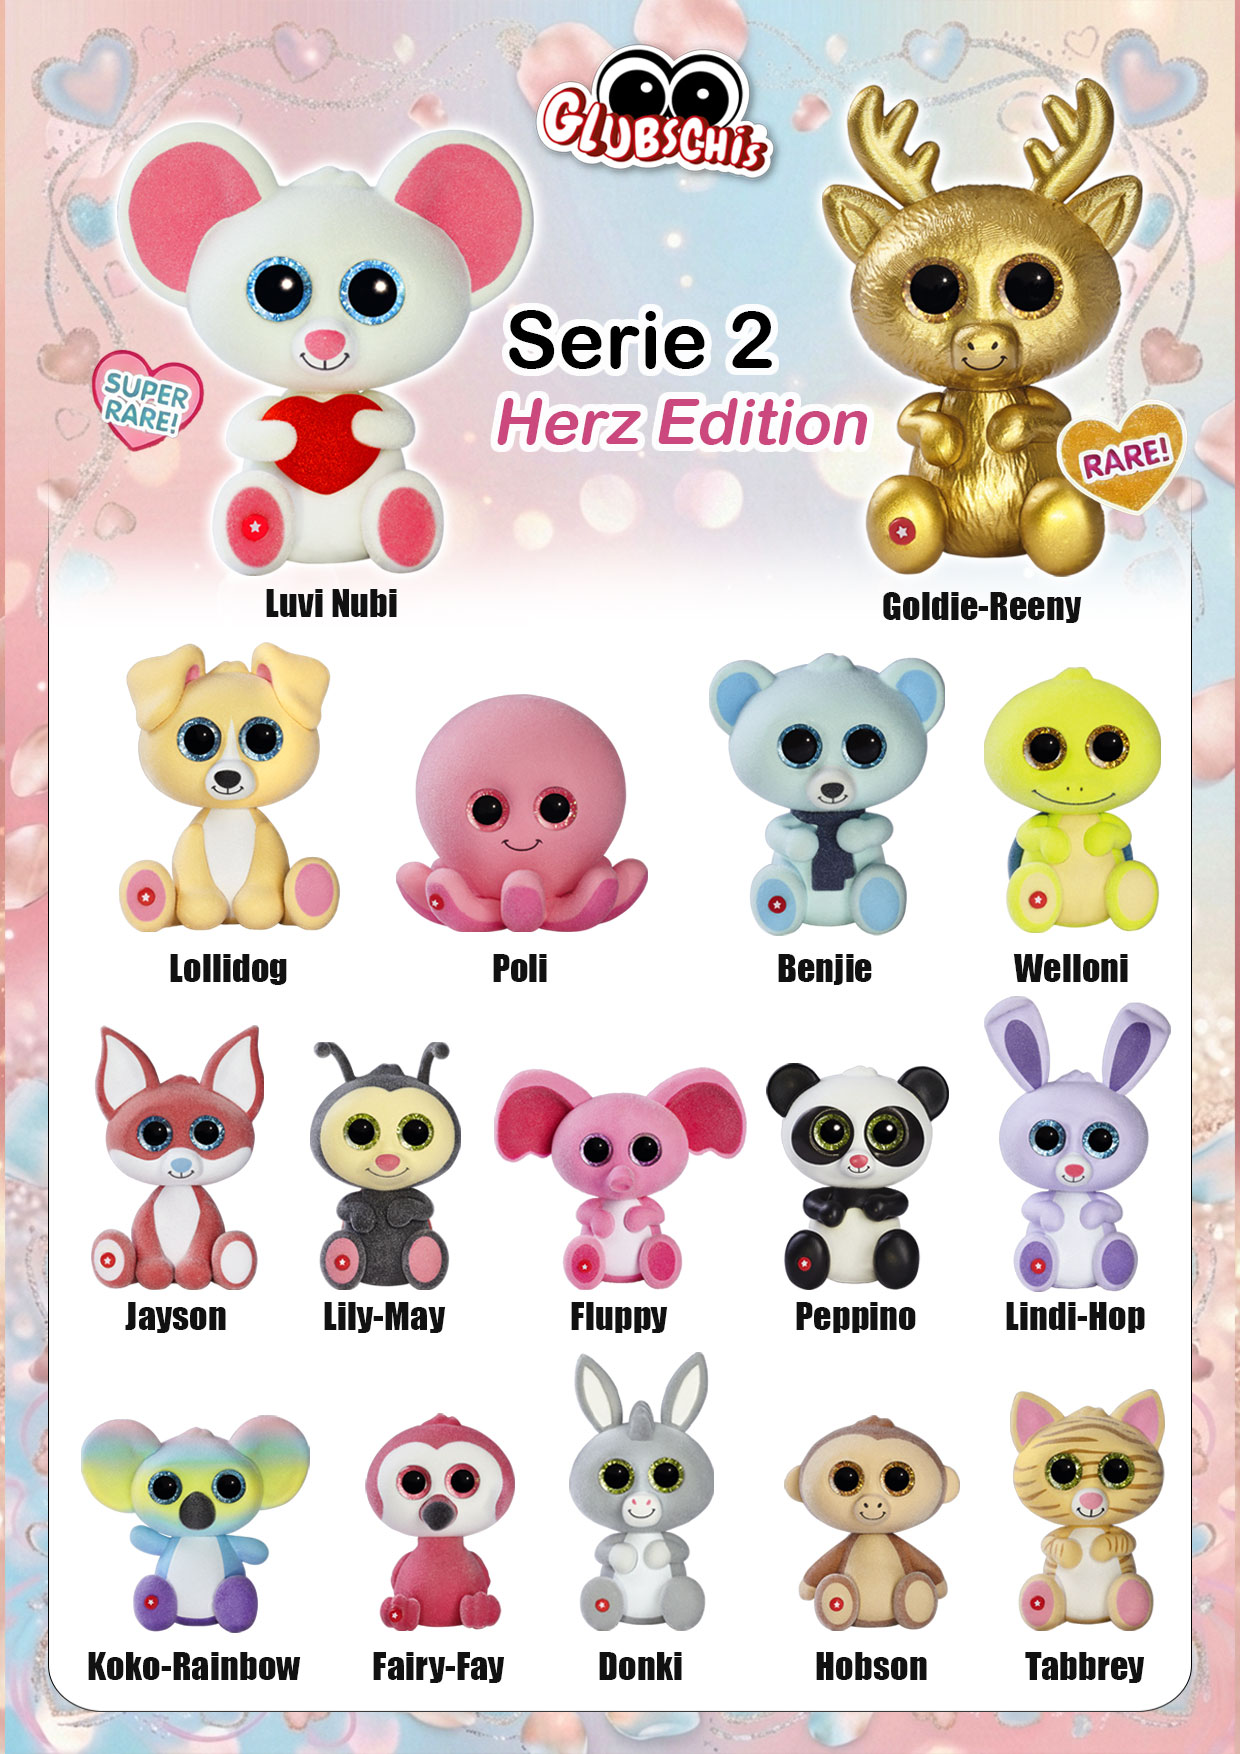 GLUBSCHiS
Serie 2
Herz Edition
SUPER
RARE!
RARE!
Luvi Nubi
Goldie-Reeny
Lollidog
Poli
Benjie
Welloni
Jayson
Lily-May
Fluppy
Peppino
Lindi-Hop
Koko-Rainbow
Fairy-Fay
Donki
Hobson
Tabbrey